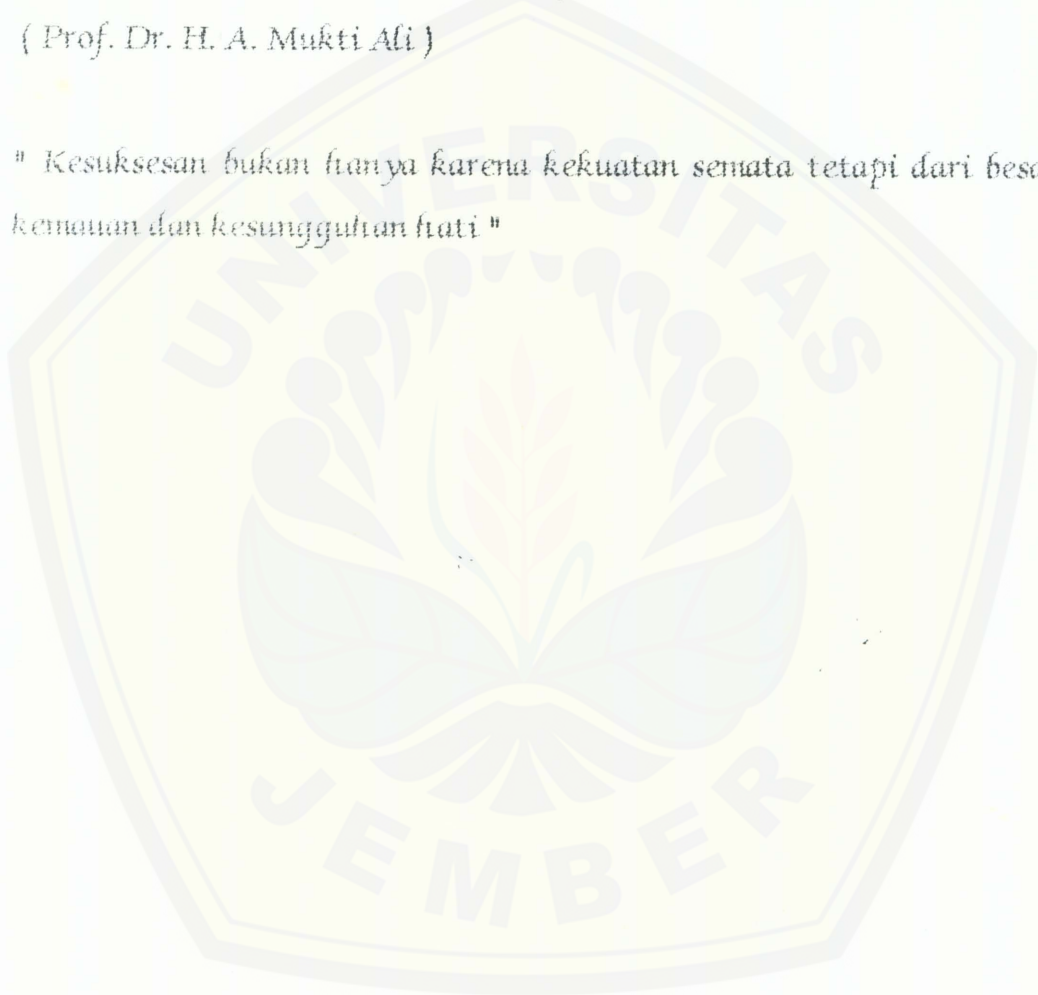 ( Prof. Dr. H. A. Mukti Ali )
" Kesuksesan bukan hanya karena kekuatan semata tetapi dari
kemauan dan kesungguhan hati "
UNIVERSITAS
JEMBER